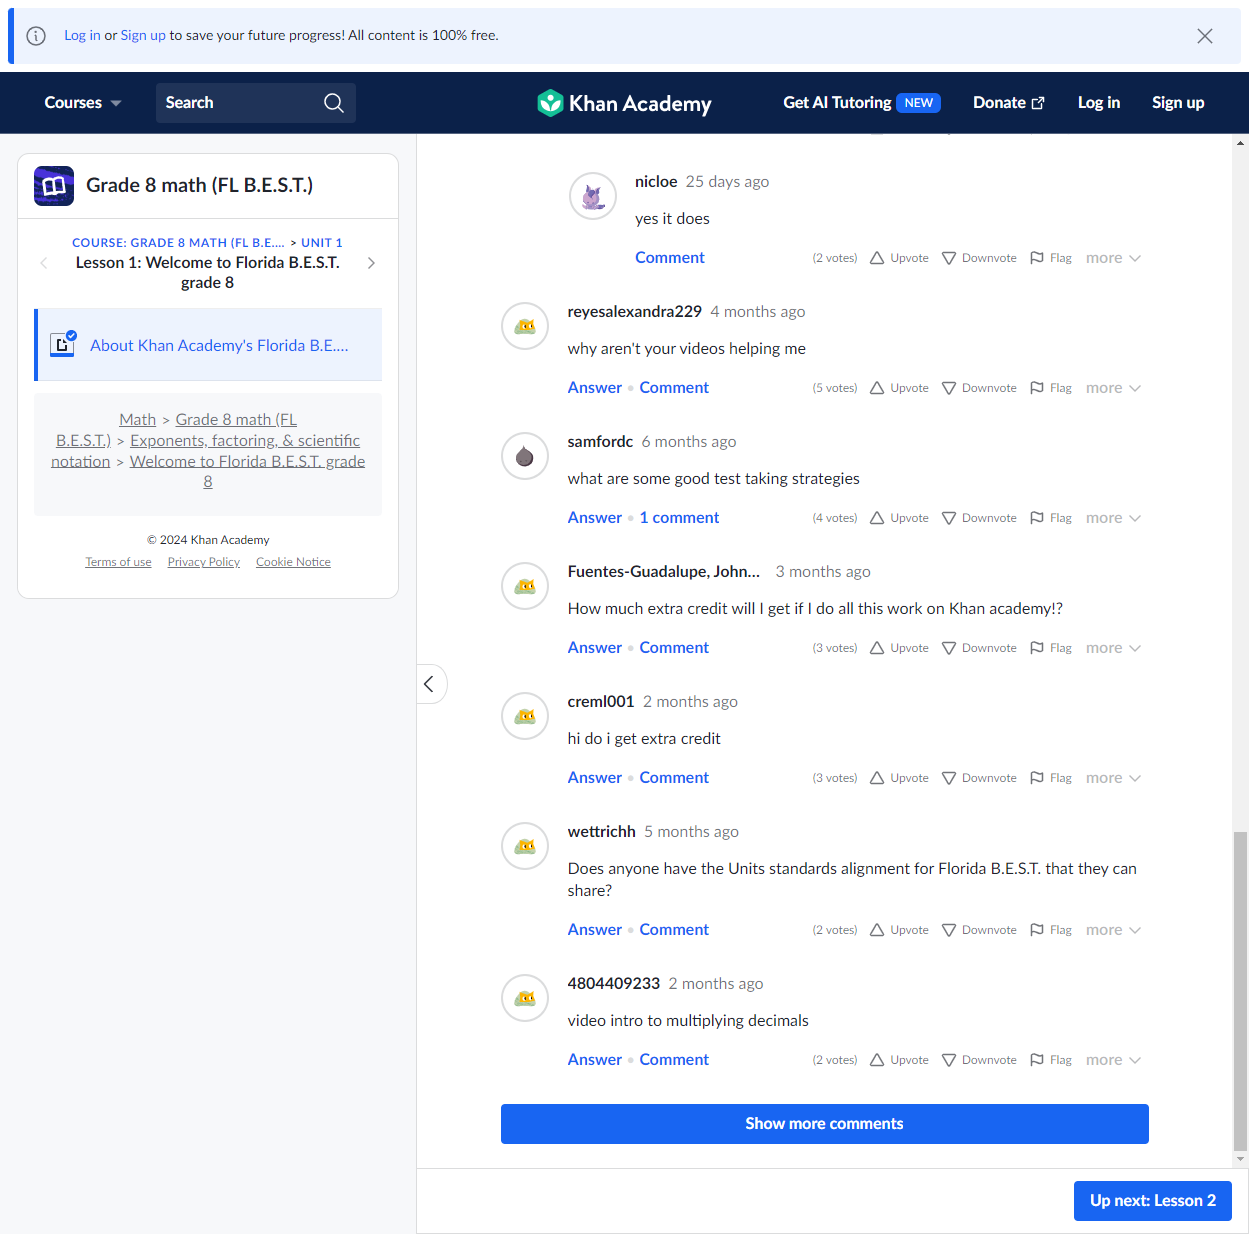 Log in or Sign up to save your future progress! All content is 100% free.
Courses
Search
Khan Academy
Get AI Tutoring NEW
Donate
Log in
Sign up
Grade 8 math (FL B.E.S.T.)
COURSE: GRADE 8 MATH (FL B.E.... > UNIT 1
Lesson 1: Welcome to Florida B.E.S.T.
grade 8
About Khan Academy's Florida B.E....
Math > Grade 8 math (FL
B.E.S.T.) > Exponents, factoring, & scientific
notation > Welcome to Florida B.E.S.T. grade
8
© 2024 Khan Academy
Terms of use Privacy Policy Cookie Notice
nicloe 25 days ago
yes it does
Comment (2 votes) Upvote Downvote Flag more
reyesalexandra229 4 months ago
why aren't your videos helping me
Answer • Comment (5 votes) Upvote Downvote Flag more
samfordc 6 months ago
what are some good test taking strategies
Answer • 1 comment (4 votes) Upvote Downvote Flag more
Fuentes-Guadalupe, John... 3 months ago
How much extra credit will I get if I do all this work on Khan academy!?
Answer • Comment (3 votes) Upvote Downvote Flag more
creml001 2 months ago
hi do i get extra credit
Answer • Comment (3 votes) Upvote Downvote Flag more
wettrichh 5 months ago
Does anyone have the Units standards alignment for Florida B.E.S.T. that they can
share?
Answer • Comment (2 votes) Upvote Downvote Flag more
4804409233 2 months ago
video intro to multiplying decimals
Answer • Comment (2 votes) Upvote Downvote Flag more
Show more comments
Up next: Lesson 2